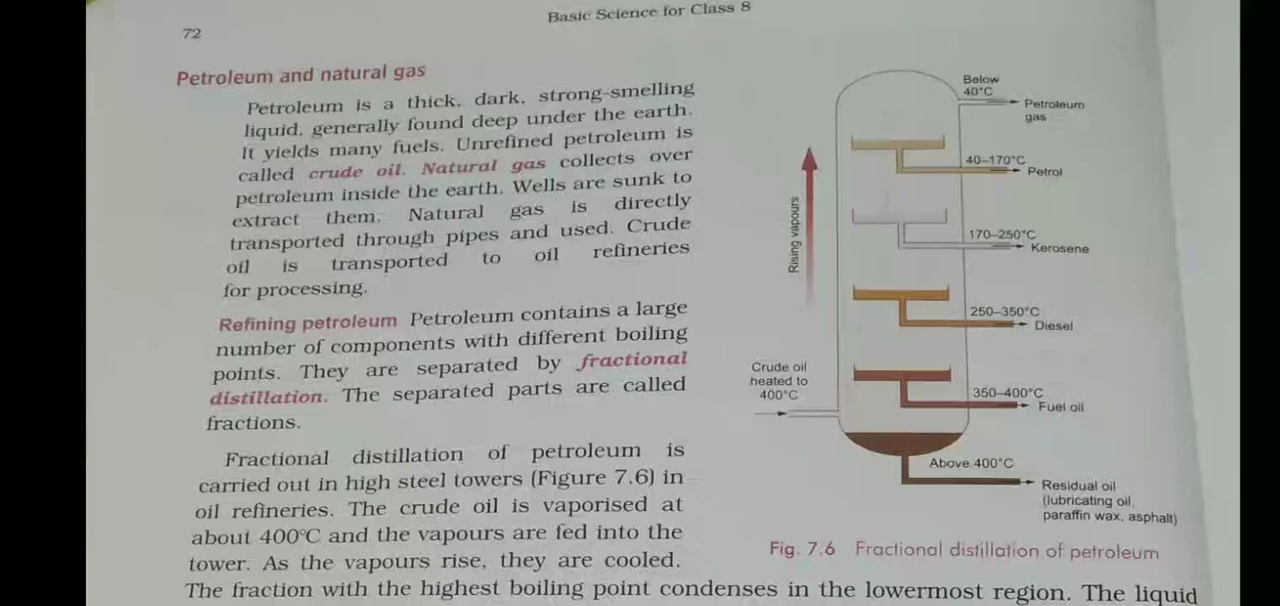 Basic Science for Class 8
72
Petroleum and natural gas
Petroleum is a thick, dark, strong-smelling
liquid, generally found deep under the earth.
It yields many fuels. Unrefined petroleum is
called crude oil. Natural gas collects over
petroleum inside the earth. Wells are sunk to
extract them. Natural gas is directly
transported through pipes and used. Crude
oil is transported to oil refineries
for processing.
Refining petroleum Petroleum contains a large
number of components with different boiling
points. They are separated by fractional
distillation. The separated parts are called
fractions.
Fractional distillation of petroleum is
carried out in high steel towers (Figure 7.6) in
oil refineries. The crude oil is vaporised at
about 400°C and the vapours are fed into the
tower. As the vapours rise, they are cooled.
The fraction with the highest boiling point condenses in the lowermost region. The liquid
Below
40°C
Petroleum
gas
40–170°C
Petrol
170–250°C
Kerosene
Rising vapours
250–350°C
Diesel
Crude oil
heated to
400°C
350–400°C
Fuel oil
Above 400°C
Residual oil
(lubricating oil,
paraffin wax, asphalt)
Fig. 7.6 Fractional distillation of petroleum